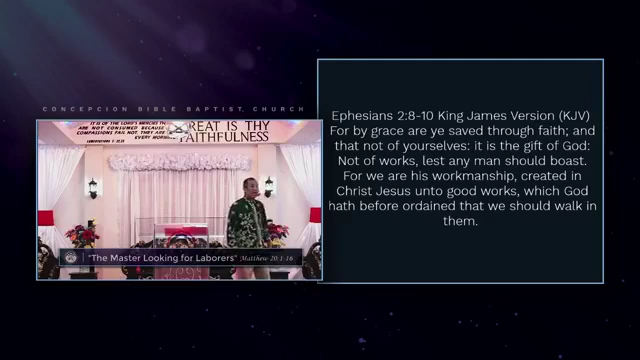 CONCEPCION BIBLE BAPTIST CHURCH
IT IS OF THE LORD'S MERCIES THAT
ARE NOT CONSUMED BECAUSE
COMPASSIONS FAIL NOT. THEY ARE
EVERY MORNING
REAT IS THY
FAITHFULNESS
"The Master Looking for Laborers" Matthew 20:1-16
Ephesians 2:8-10 King James Version (KJV)
For by grace are ye saved through faith; and
that not of yourselves: it is the gift of God:
Not of works, lest any man should boast.
For we are his workmanship, created in
Christ Jesus unto good works, which God
hath before ordained that we should walk in
them.